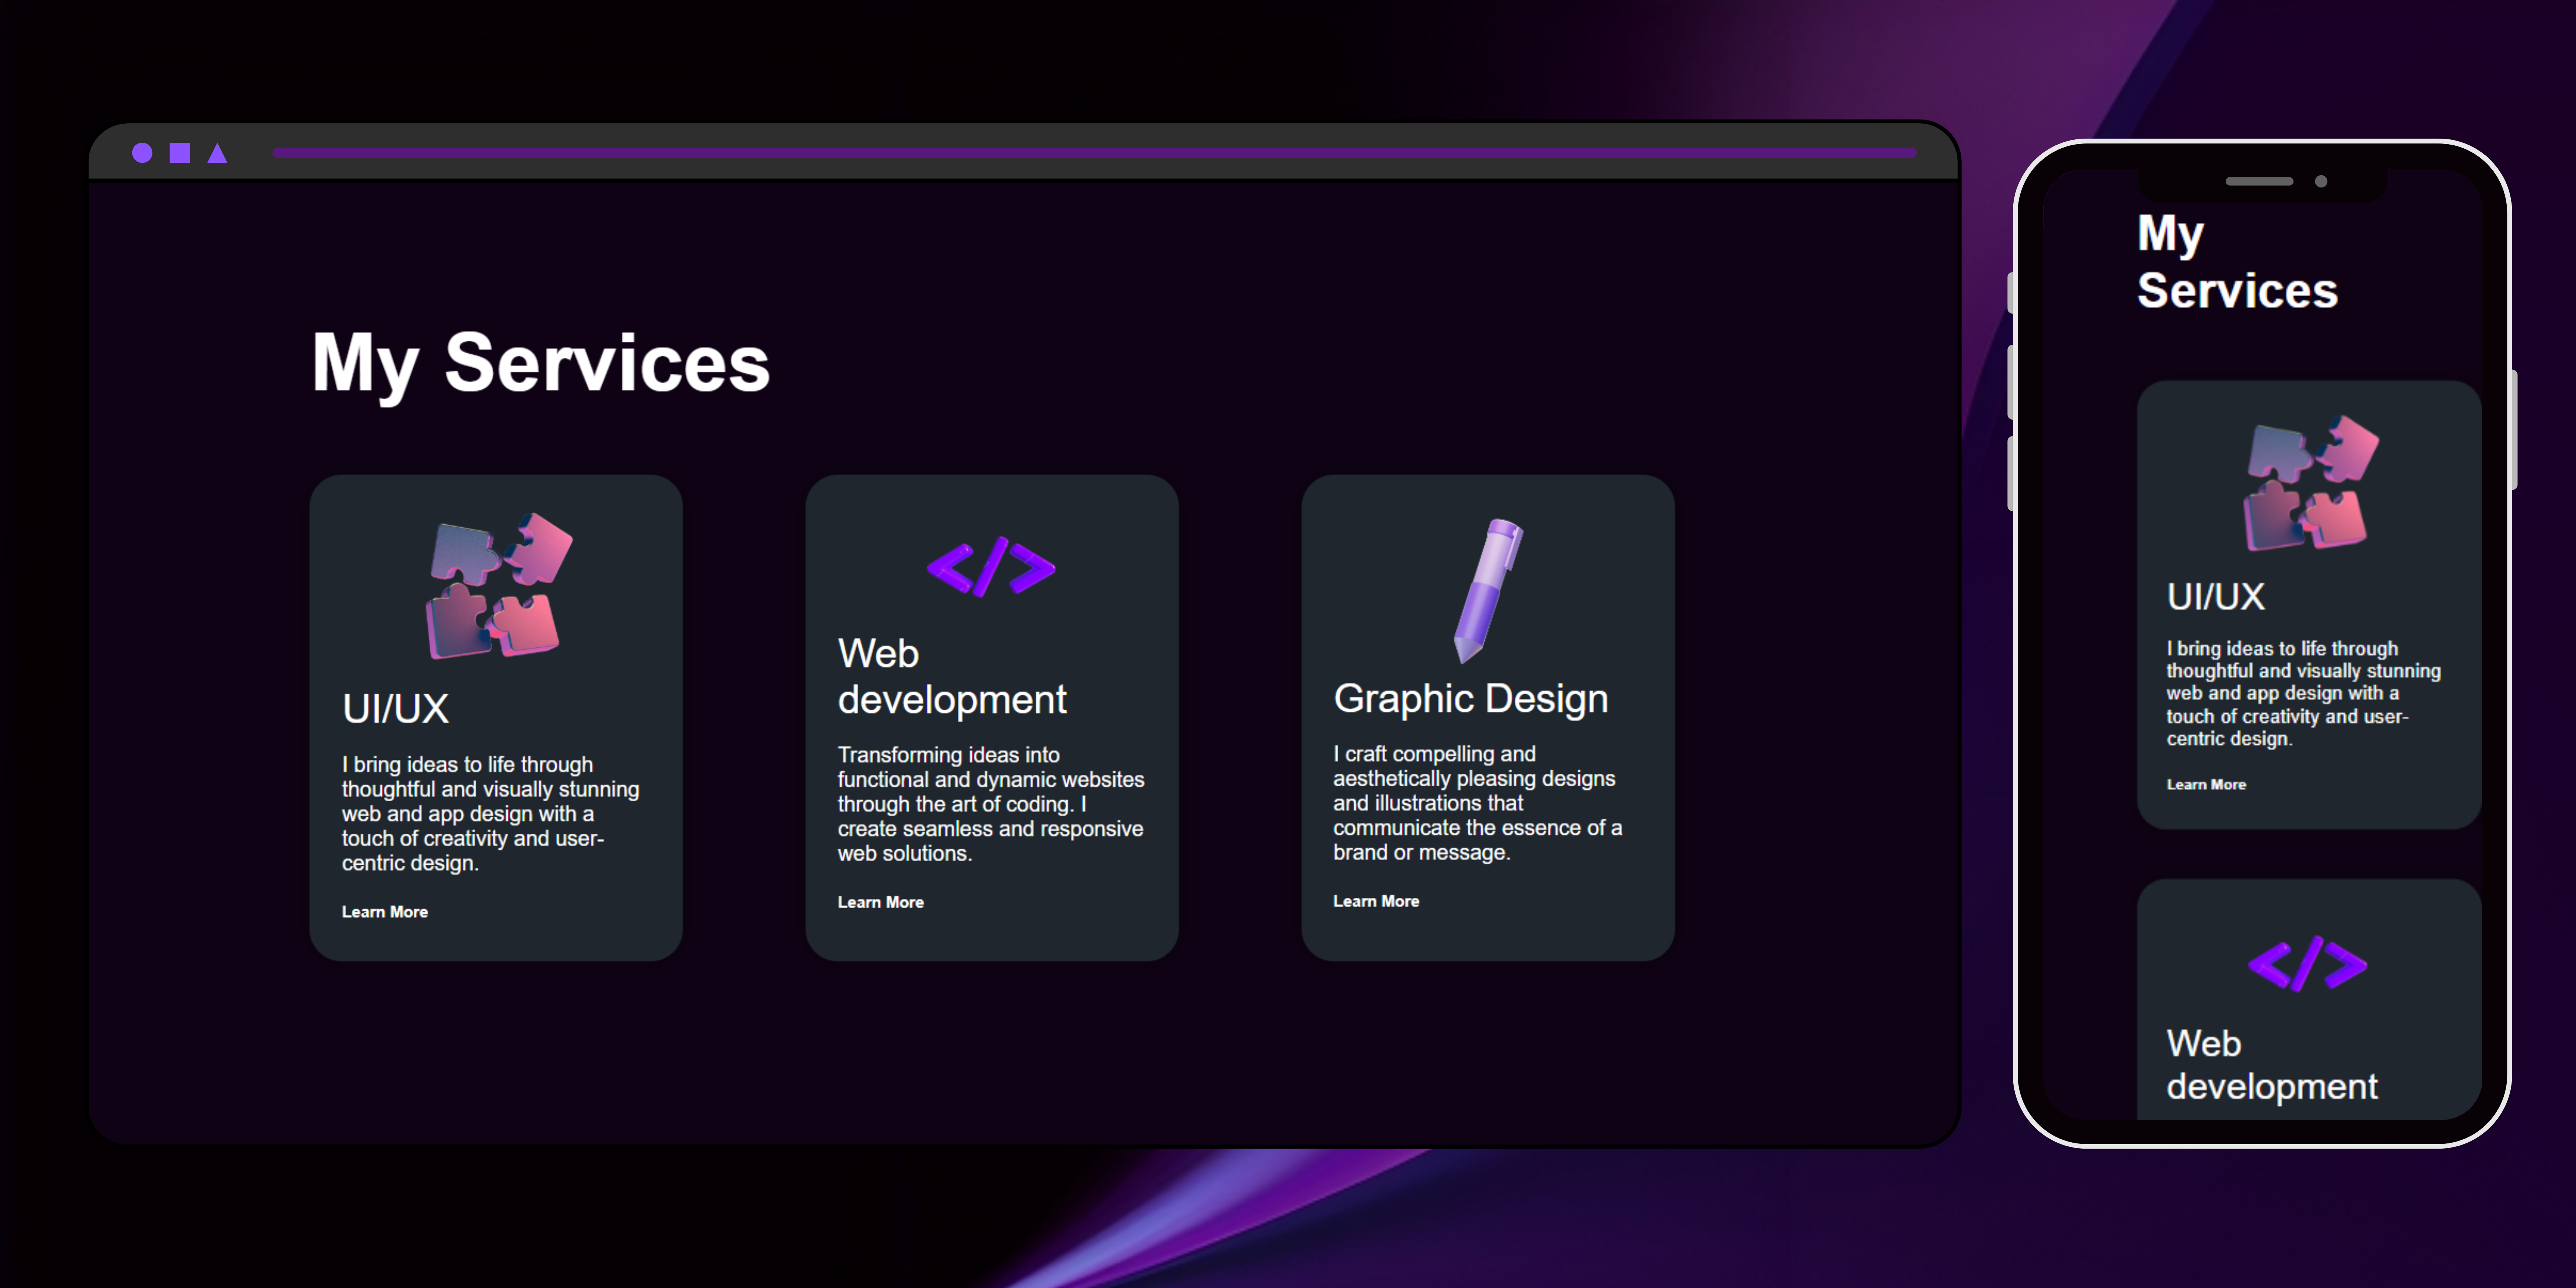 My Services
UI/UX
I bring ideas to life through
thoughtful and visually stunning
web and app design with a
touch of creativity and user-
centric design.
Learn More
</>
Web
development
Transforming ideas into
functional and dynamic websites
through the art of coding. I
create seamless and responsive
web solutions.
Learn More
Graphic Design
I craft compelling and
aesthetically pleasing designs
and illustrations that
communicate the essence of a
brand or message.
Learn More
My
Services
UI/UX
I bring ideas to life through
thoughtful and visually stunning
web and app design with a
touch of creativity and user-
centric design.
Learn More
</>
Web
development